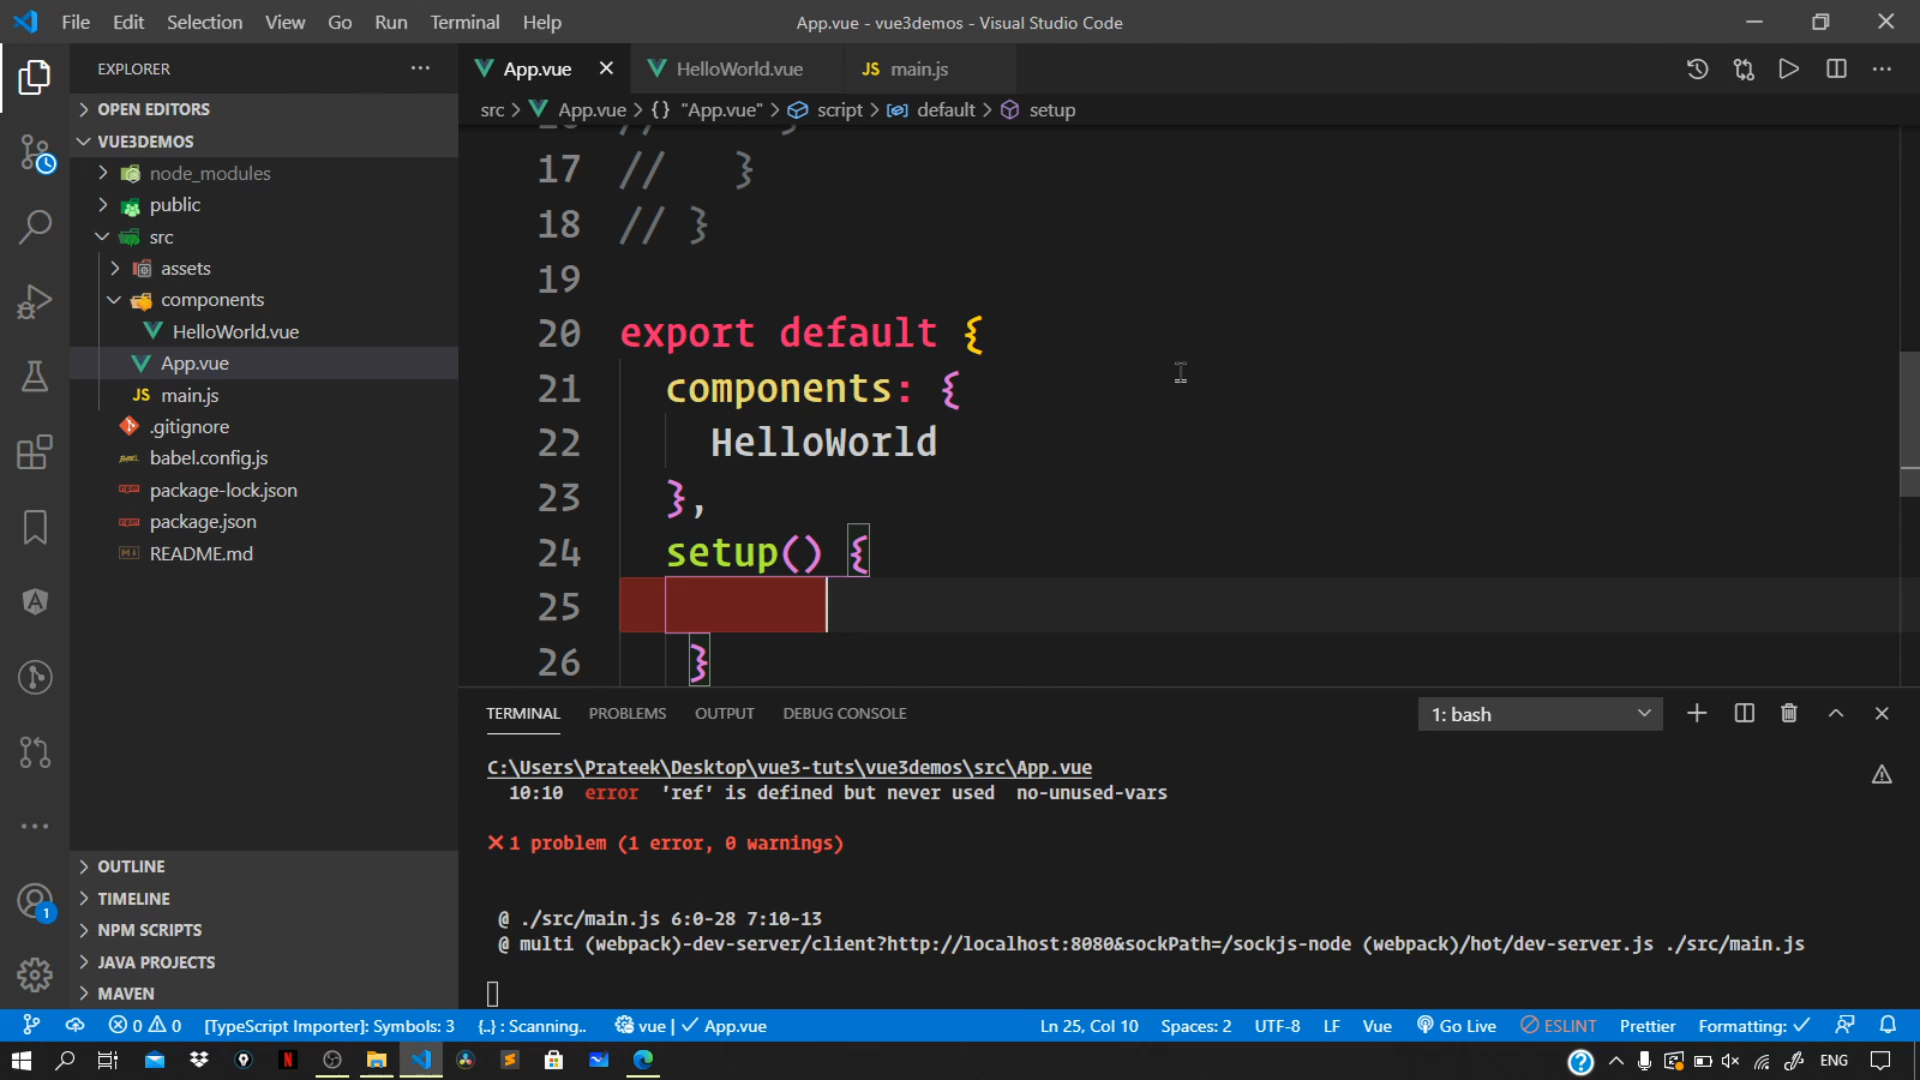 File Edit Selection View Go Run Terminal Help
App.vue - vue3demos - Visual Studio Code
EXPLORER
OPEN EDITORS
VUE3DEMOS
node_modules
public
src
assets
components
HelloWorld.vue
App.vue
JS main.js
.gitignore
babel.config.js
package-lock.json
package.json
README.md
OUTLINE
TIMELINE
NPM SCRIPTS
JAVA PROJECTS
MAVEN
1
App.vue HelloWorld.vue JS main.js
src > App.vue > {} "App.vue" > script > default > setup
17 // }
18 // }
19
20 export default {
21 components: {
22 HelloWorld
23 },
24 setup() {
25
26 }
TERMINAL PROBLEMS OUTPUT DEBUG CONSOLE
1: bash
C:\Users\Prateek\Desktop\vue3-tuts\vue3demos\src\App.vue
10:10 error 'ref' is defined but never used no-unused-vars
✕ 1 problem (1 error, 0 warnings)
@ ./src/main.js 6:0-28 7:10-13
@ multi (webpack)-dev-server/client?http://localhost:8080&sockPath=/sockjs-node (webpack)/hot/dev-server.js ./src/main.js
0 0 [TypeScript Importer]: Symbols: 3 {..} : Scanning.. vue | ✓ App.vue
Ln 25, Col 10 Spaces: 2 UTF-8 LF Vue Go Live ESLINT Prettier Formatting: ✓
ENG